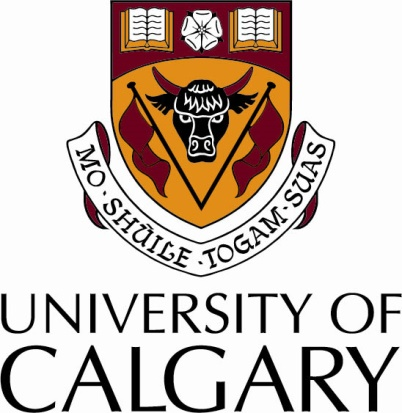 MO · SHÙILE · TOGAM · SUAS
UNIVERSITY OF
CALGARY